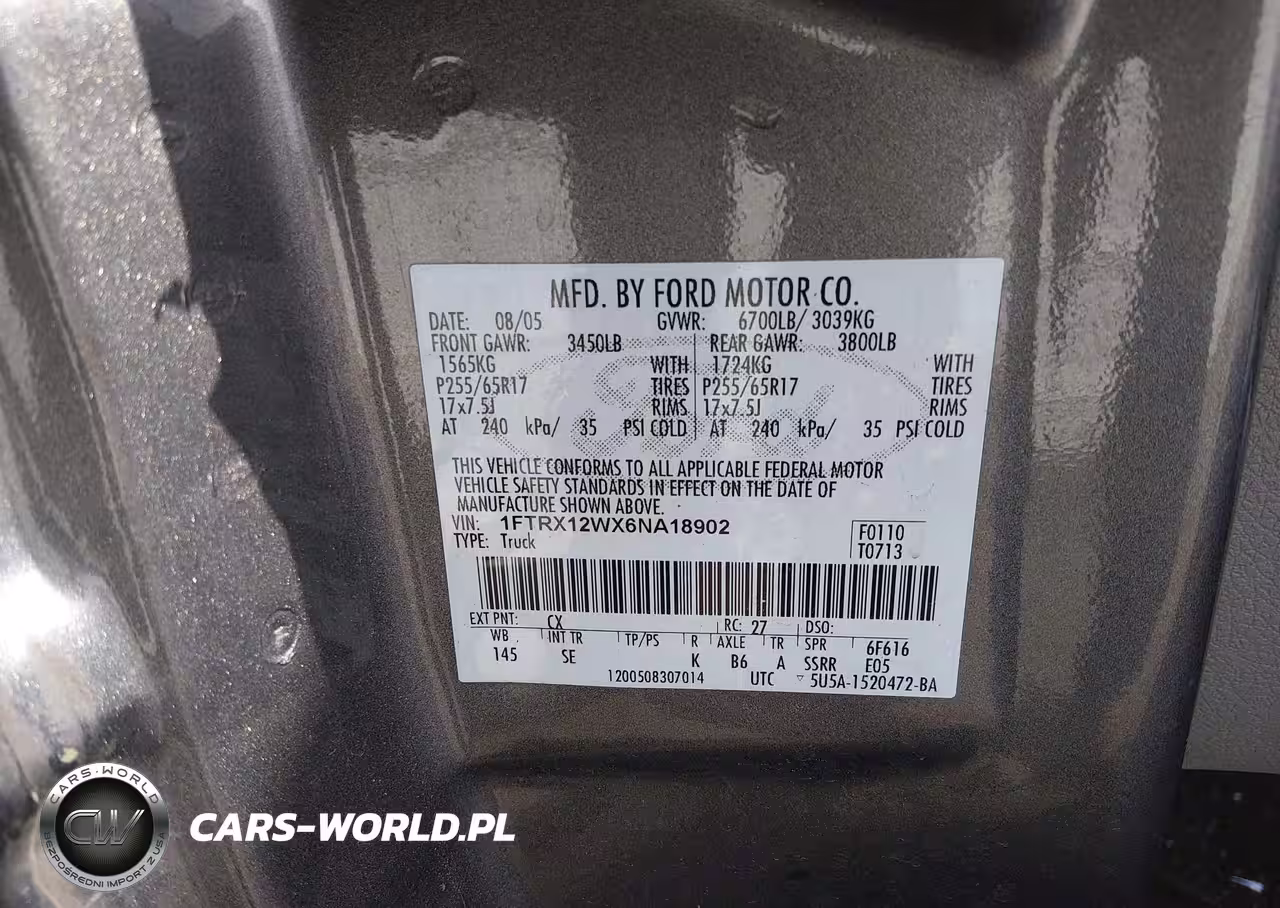 MFD. BY FORD MOTOR CO.
DATE: 08/05 GVWR: 6700LB/ 3039KG
FRONT GAWR: 3450LB REAR GAWR: 3800LB
1565KG WITH 1724KG WITH
P255/65R17 TIRES P255/65R17 TIRES
17x7.5J RIMS 17x7.5J RIMS
AT 240 kPa/ 35 PSI COLD AT 240 kPa/ 35 PSI COLD
Ford
THIS VEHICLE CONFORMS TO ALL APPLICABLE FEDERAL MOTOR
VEHICLE SAFETY STANDARDS IN EFFECT ON THE DATE OF
MANUFACTURE SHOWN ABOVE.
VIN: 1FTRX12WX6NA18902
TYPE: Truck
F0110
T0713
EXT PNT: CX RC: 27 DSO:
WB INT TR TP/PS R AXLE TR SPR 6F616
145 SE K B6 A SSRR E05
1200508307014 UTC ▽ 5U5A-1520472-BA
CARS-WORLD
CW
BEZPOŚREDNI IMPORT Z USA
CARS-WORLD.PL